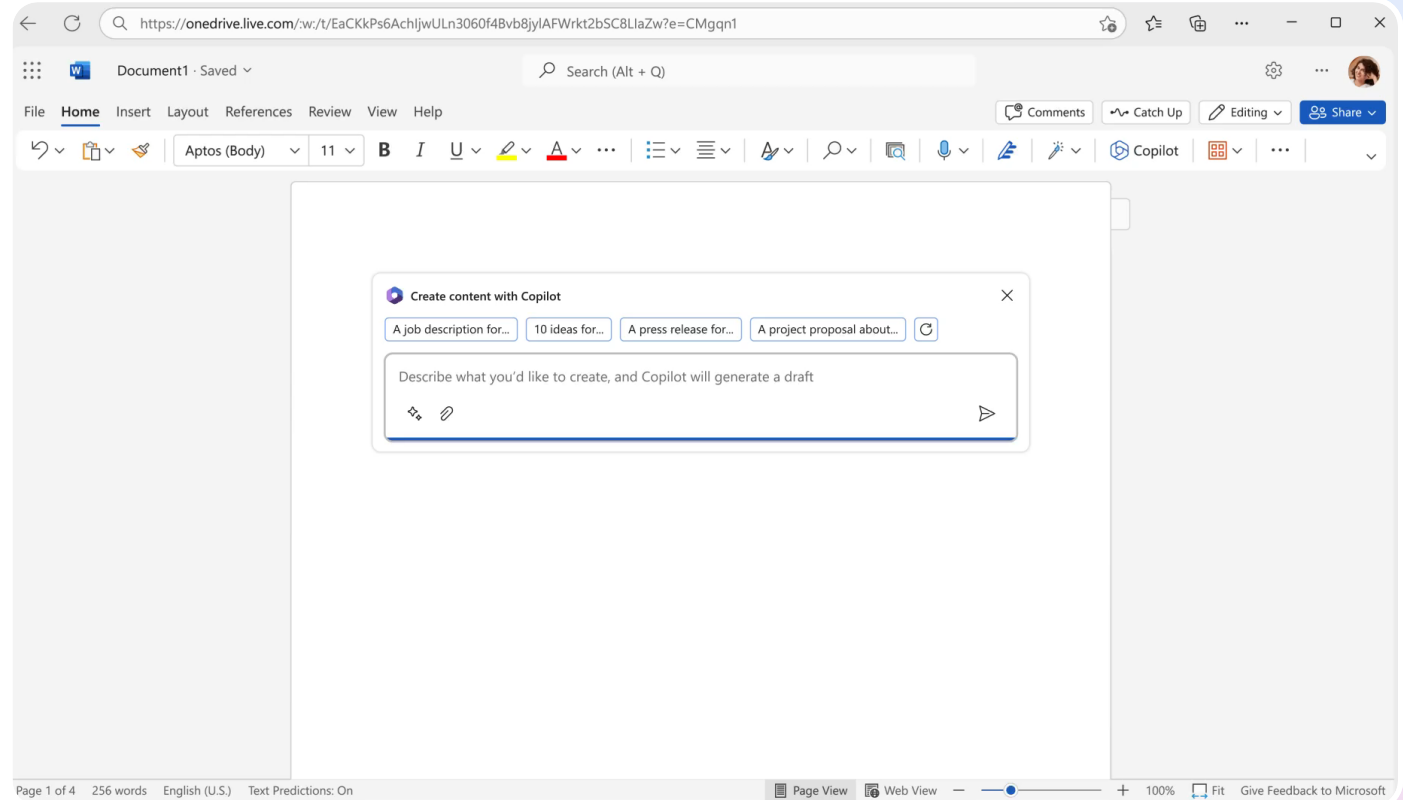 https://onedrive.live.com/:w:/t/EaCKkPs6AchIjwULn3060f4Bvb8jylAFWrkt2bSC8LIaZw?e=CMgqn1
W Document1 · Saved Search (Alt + Q)
File Home Insert Layout References Review View Help Comments Catch Up Editing Share
Aptos (Body) 11 B I U A Copilot
Create content with Copilot
A job description for... 10 ideas for... A press release for... A project proposal about...
Describe what you'd like to create, and Copilot will generate a draft
Page 1 of 4 256 words English (U.S.) Text Predictions: On Page View Web View 100% Fit Give Feedback to Microsoft